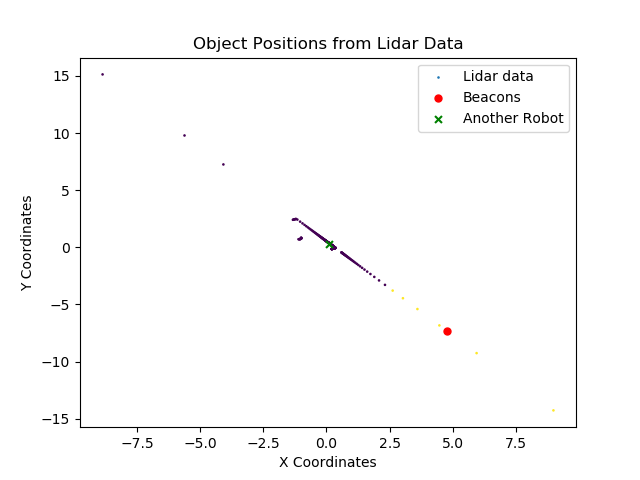 Object Positions from Lidar Data
Lidar data
Beacons
Another Robot
Y Coordinates
15
10
5
0
−5
−10
−15
−7.5 −5.0 −2.5 0.0 2.5 5.0 7.5
X Coordinates